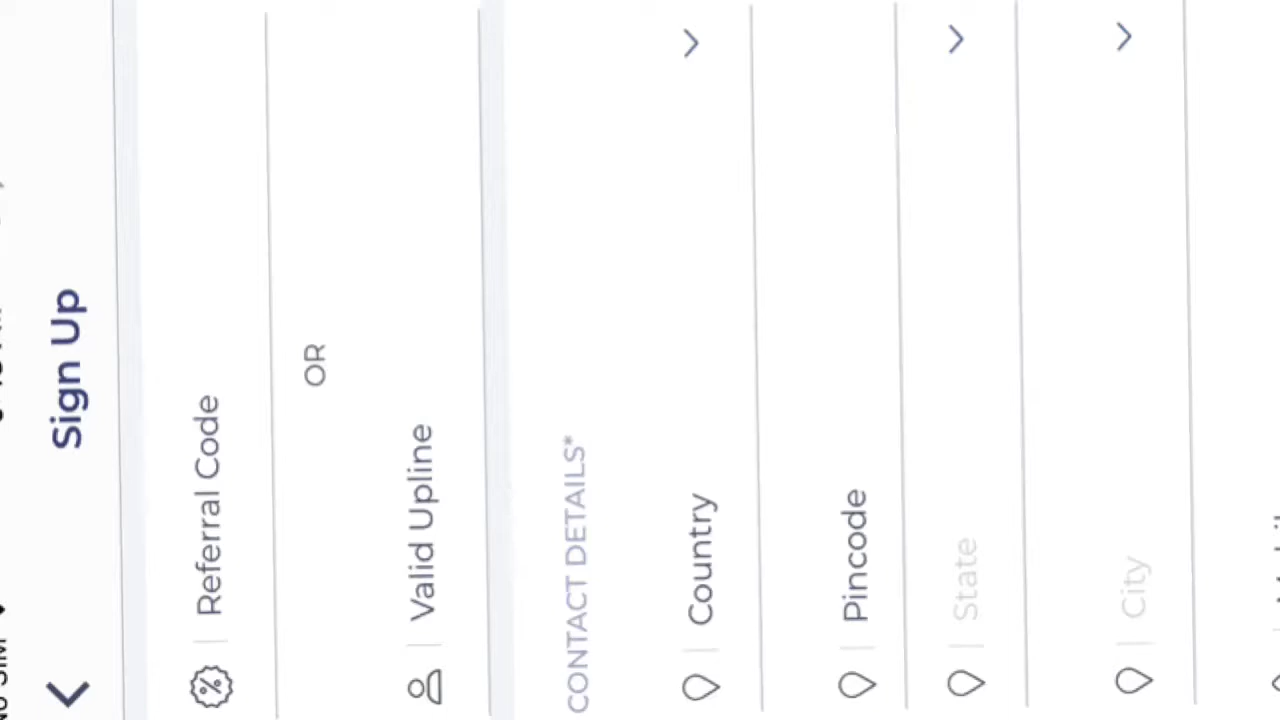 Sign Up
Referral Code
OR
Valid Upline
CONTACT DETAILS*
Country
Pincode
State
City